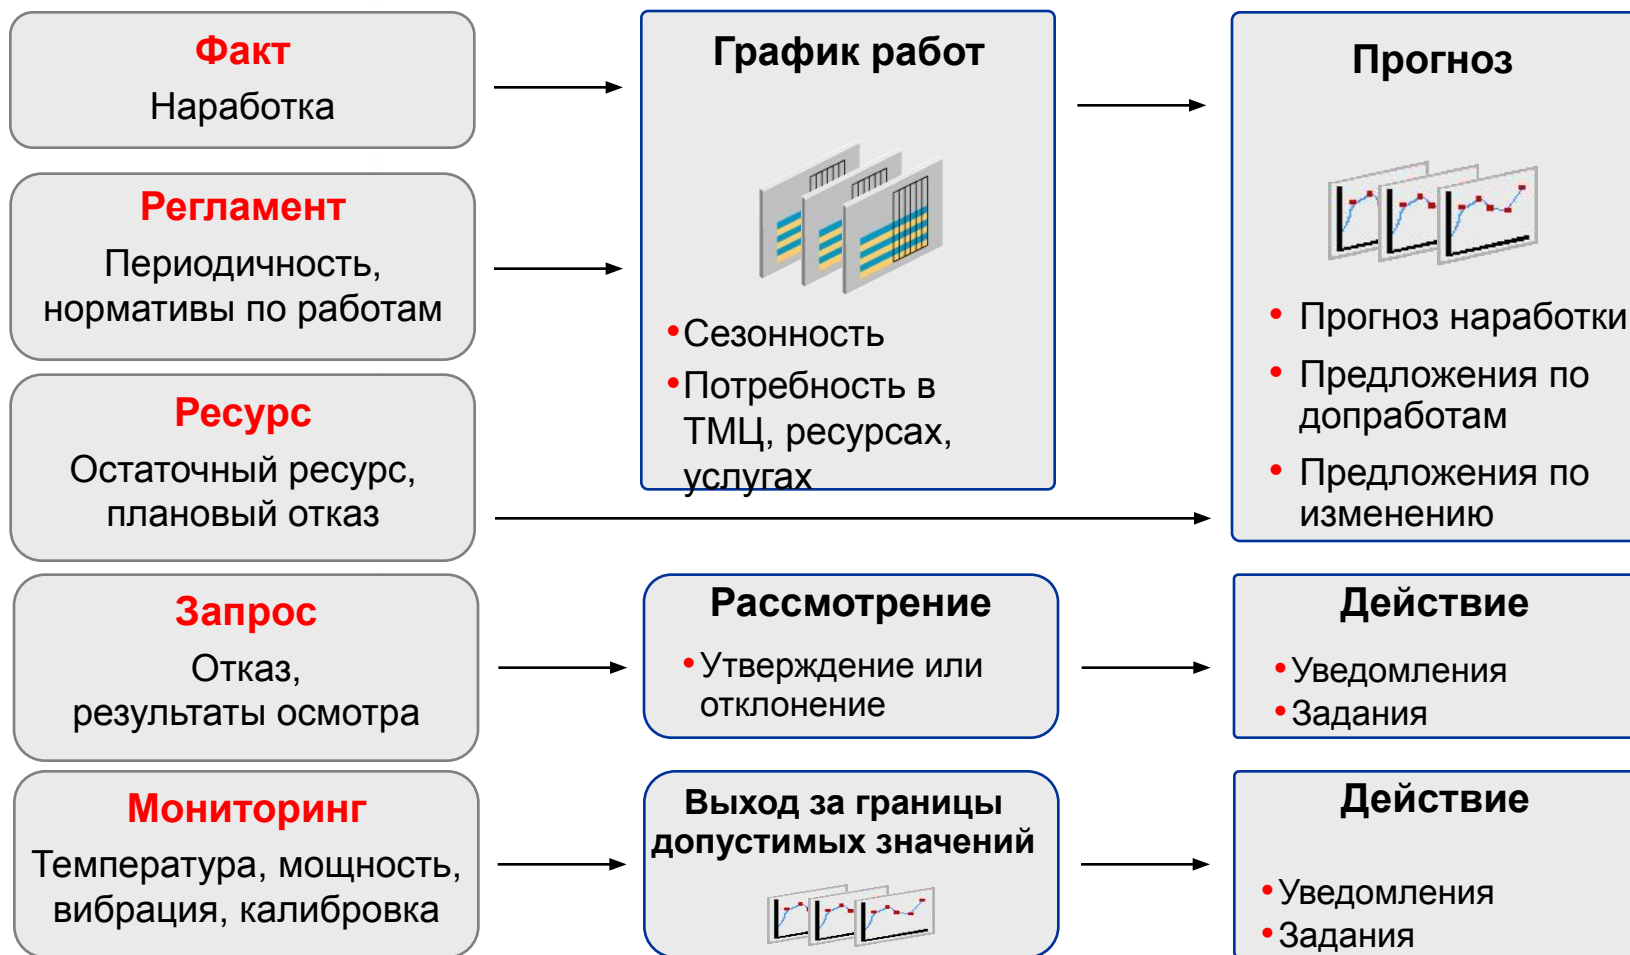 Факт
Наработка
Регламент
Периодичность,
нормативы по работам
Ресурс
Остаточный ресурс,
плановый отказ
График работ
•Сезонность
•Потребность в
ТМЦ, ресурсах,
услугах
Прогноз
• Прогноз наработки
• Предложения по
допработам
• Предложения по
изменению
Запрос
Отказ,
результаты осмотра
Рассмотрение
•Утверждение или
отклонение
Действие
•Уведомления
•Задания
Мониторинг
Температура, мощность,
вибрация, калибровка
Выход за границы
допустимых значений
Действие
•Уведомления
•Задания